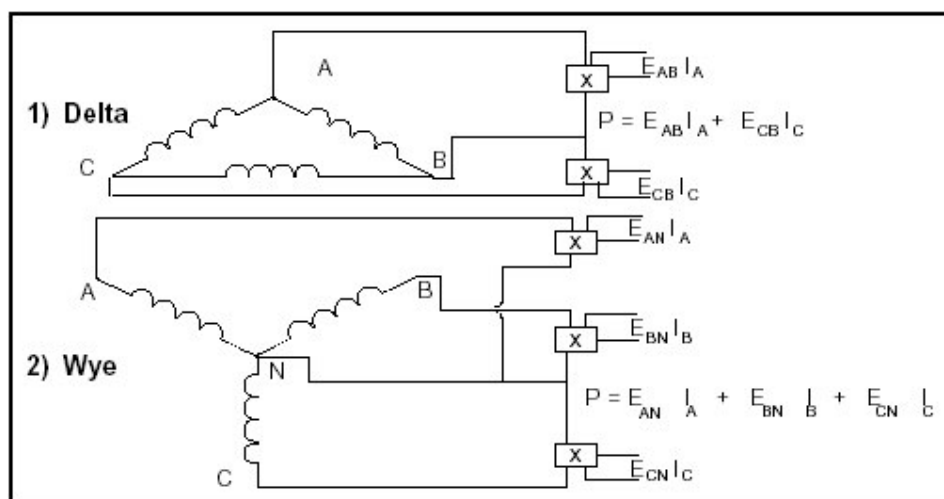 A
E_AB I_A
1) Delta
P = E_AB I_A + E_CB I_C
C
B
X
X
E_CB I_C
E_AN I_A
X
A
B
E_BN I_B
X
2) Wye
N
P = E_AN I_A + E_BN I_B + E_CN I_C
C
X
E_CN I_C